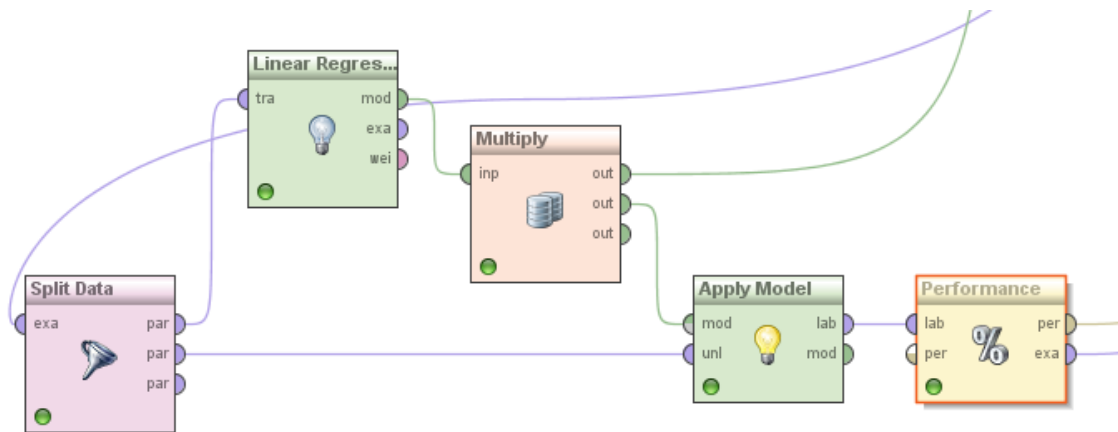 Linear Regres...
tra
mod
exa
wei
Multiply
inp
out
out
out
Split Data
exa
par
par
par
Apply Model
mod
lab
unl
mod
Performance
lab
per
per
exa
%